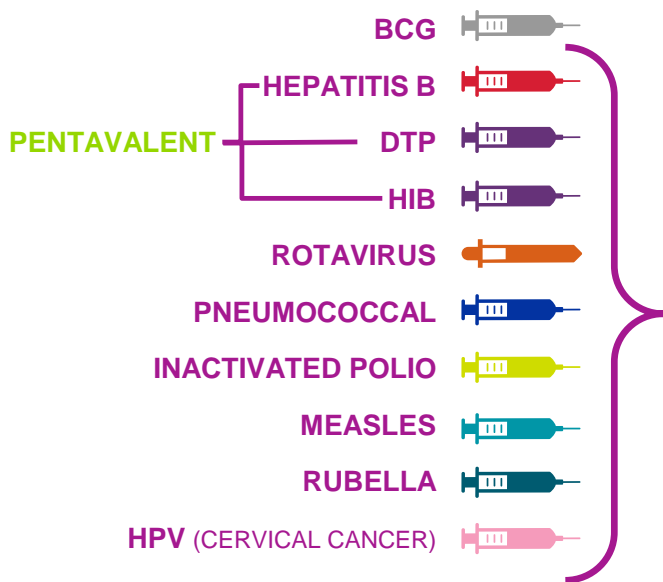 BCG
HEPATITIS B
PENTAVALENT
DTP
HIB
ROTAVIRUS
PNEUMOCOCCAL
INACTIVATED POLIO
MEASLES
RUBELLA
HPV (CERVICAL CANCER)